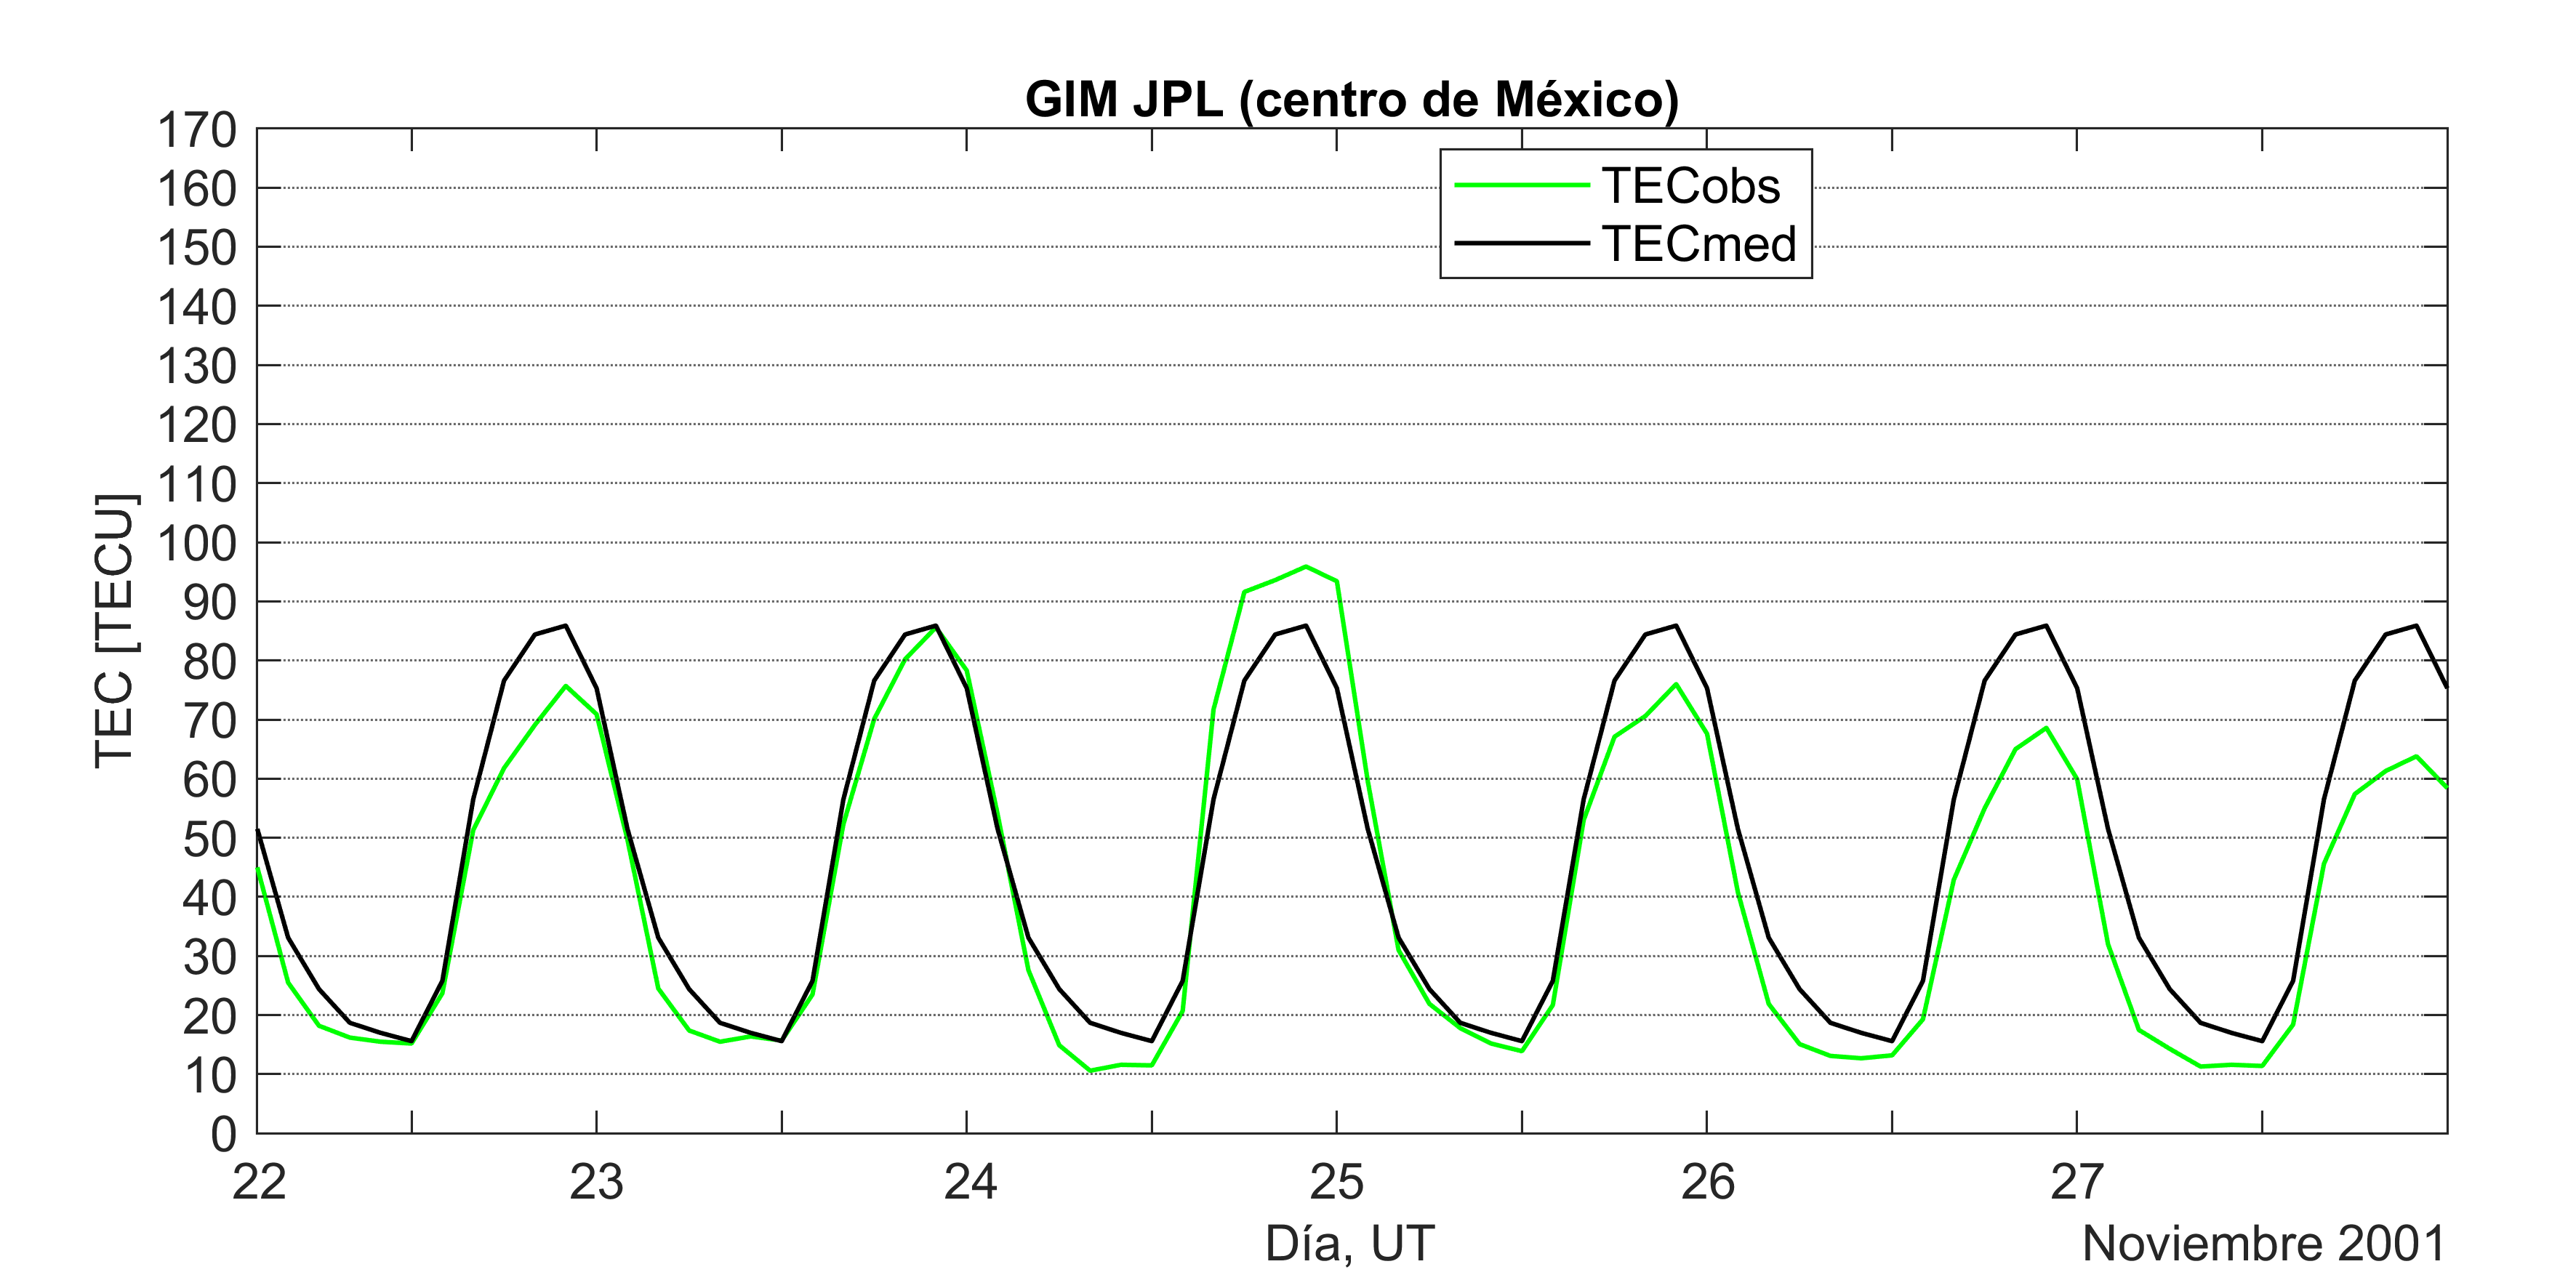 GIM JPL (centro de México)
170
160
150
140
130
120
110
100
90
80
70
60
50
40
30
20
10
0
TEC [TECU]
TECobs
TECmed
22 23 24 25 26 27
Día, UT
Noviembre 2001